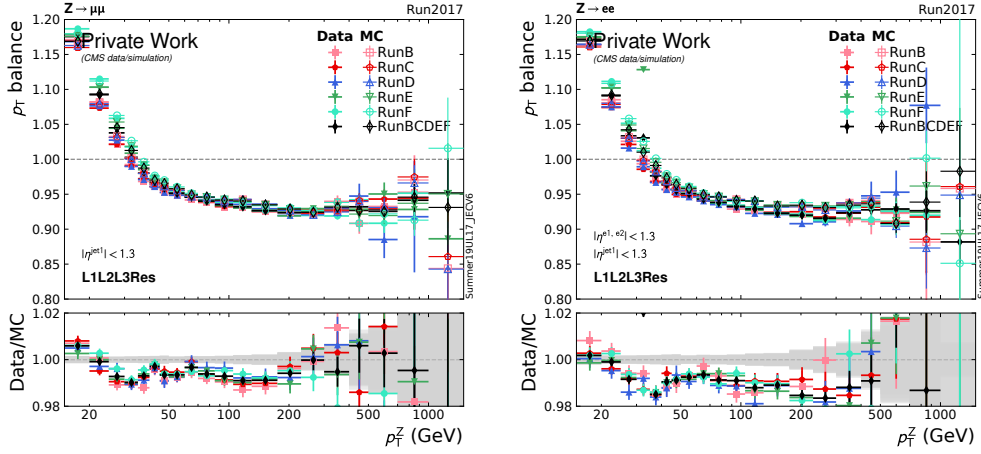 Z → μμ
Run2017
p_T balance
1.20
1.15
1.10
1.05
1.00
0.95
0.90
0.85
0.80
Private Work
(CMS data/simulation)
Data MC
RunB
RunC
RunD
RunE
RunF
RunBCDEF
|η^jet1| < 1.3
L1L2L3Res
Summer19UL17_JECV6
Data/MC
1.02
1.00
0.98
20 50 100 200 500 1000
p_T^Z (GeV)
Z → ee
Run2017
p_T balance
1.20
1.15
1.10
1.05
1.00
0.95
0.90
0.85
0.80
Private Work
(CMS data/simulation)
Data MC
RunB
RunC
RunD
RunE
RunF
RunBCDEF
|η^e1, e2| < 1.3
|η^jet1| < 1.3
L1L2L3Res
Summer19UL17_JECV6
Data/MC
1.02
1.00
0.98
20 50 100 200 500 1000
p_T^Z (GeV)